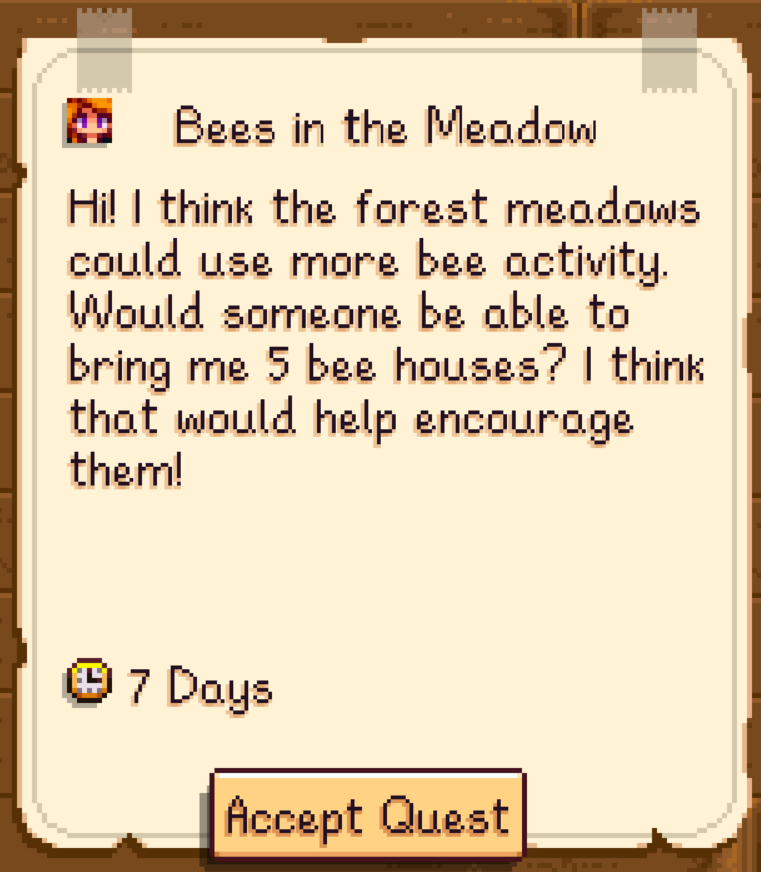 Bees in the Meadow
Hi! I think the forest meadows
could use more bee activity.
Would someone be able to
bring me 5 bee houses? I think
that would help encourage
them!
7 Days
Accept Quest